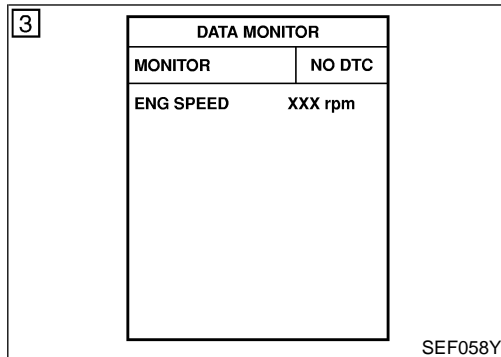 3
DATA MONITOR
MONITOR NO DTC
ENG SPEED XXX rpm
SEF058Y